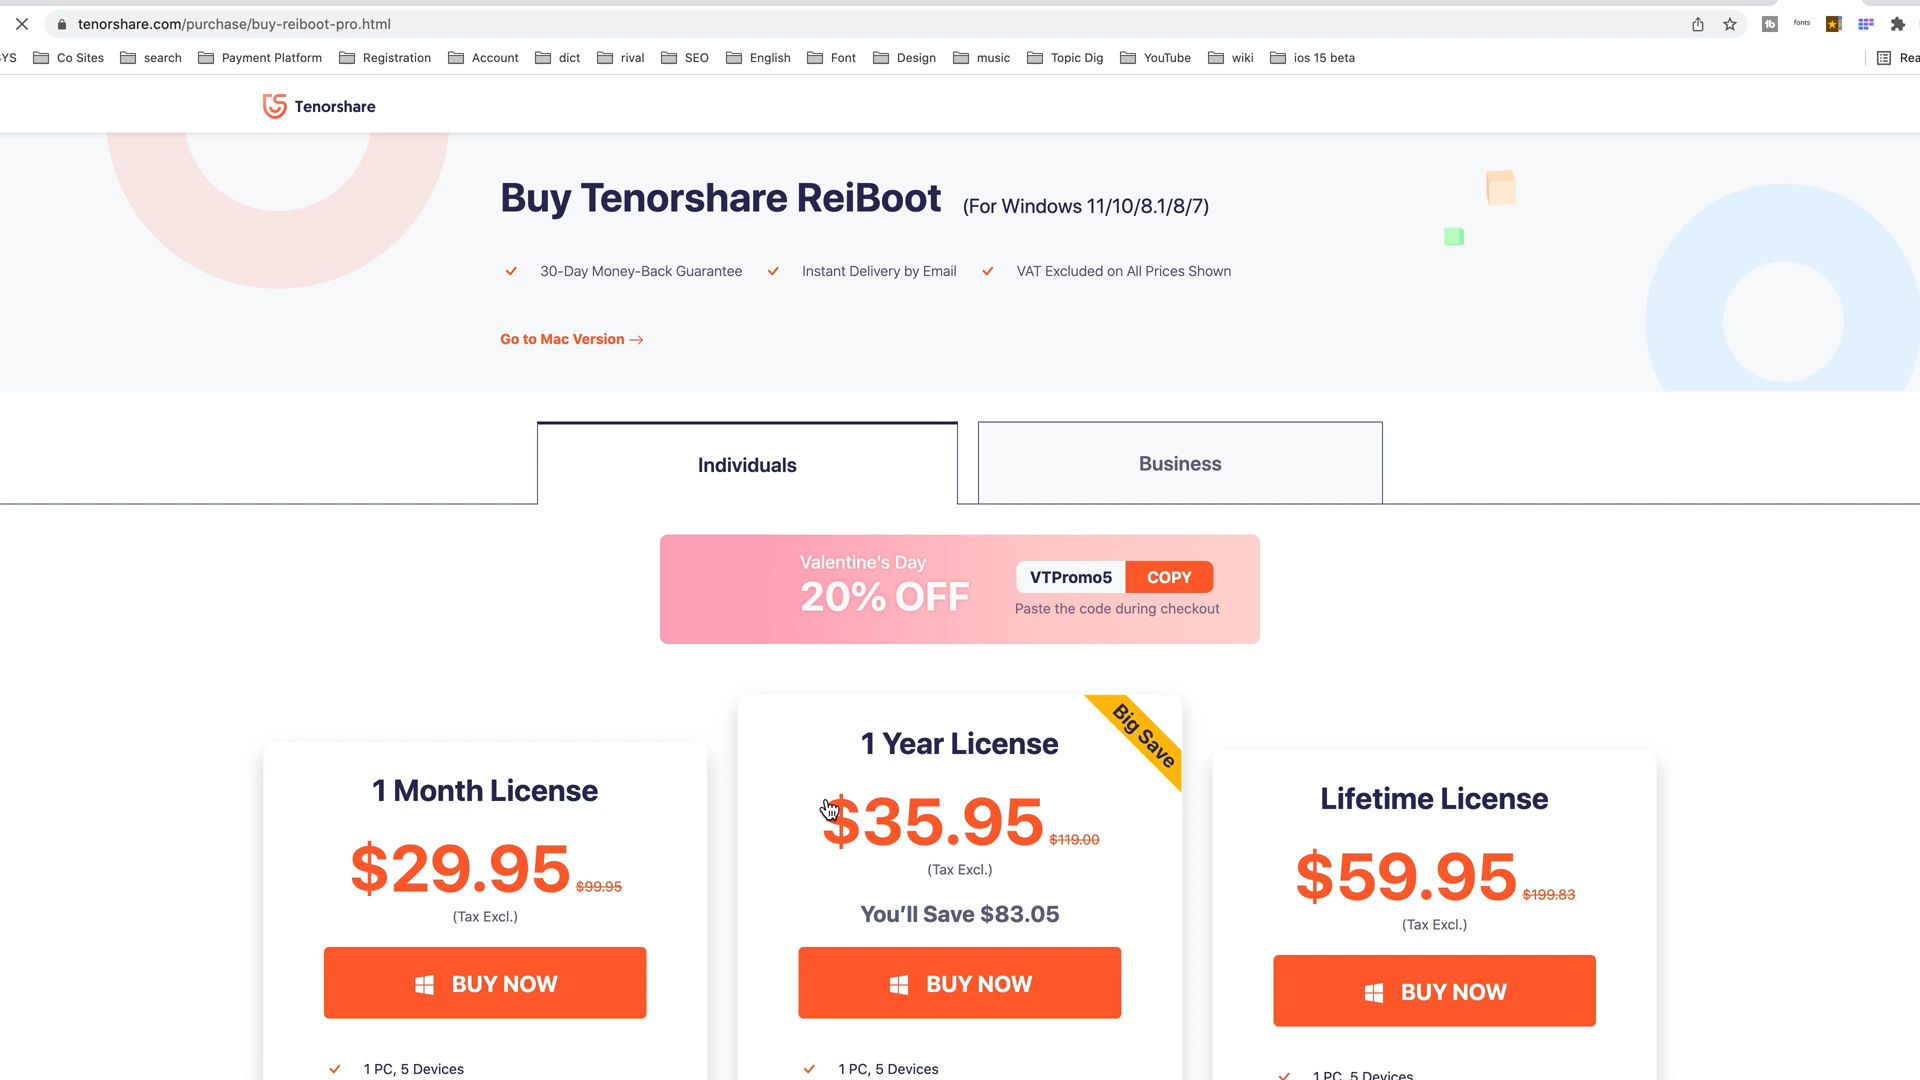 tenorshare.com/purchase/buy-reiboot-pro.html
fonts
YS Co Sites search Payment Platform Registration Account dict rival SEO English Font Design music Topic Dig YouTube wiki ios 15 beta Rea
Tenorshare
Buy Tenorshare ReiBoot (For Windows 11/10/8.1/8/7)
30-Day Money-Back Guarantee Instant Delivery by Email VAT Excluded on All Prices Shown
Go to Mac Version →
Individuals
Business
Valentine's Day
20% OFF
VTPromo5 COPY
Paste the code during checkout
1 Month License
$29.95 $99.95
(Tax Excl.)
BUY NOW
1 PC, 5 Devices
Big Save
1 Year License
$35.95 $119.00
(Tax Excl.)
You’ll Save $83.05
BUY NOW
1 PC, 5 Devices
Lifetime License
$59.95 $199.83
(Tax Excl.)
BUY NOW
1 PC, 5 Devices